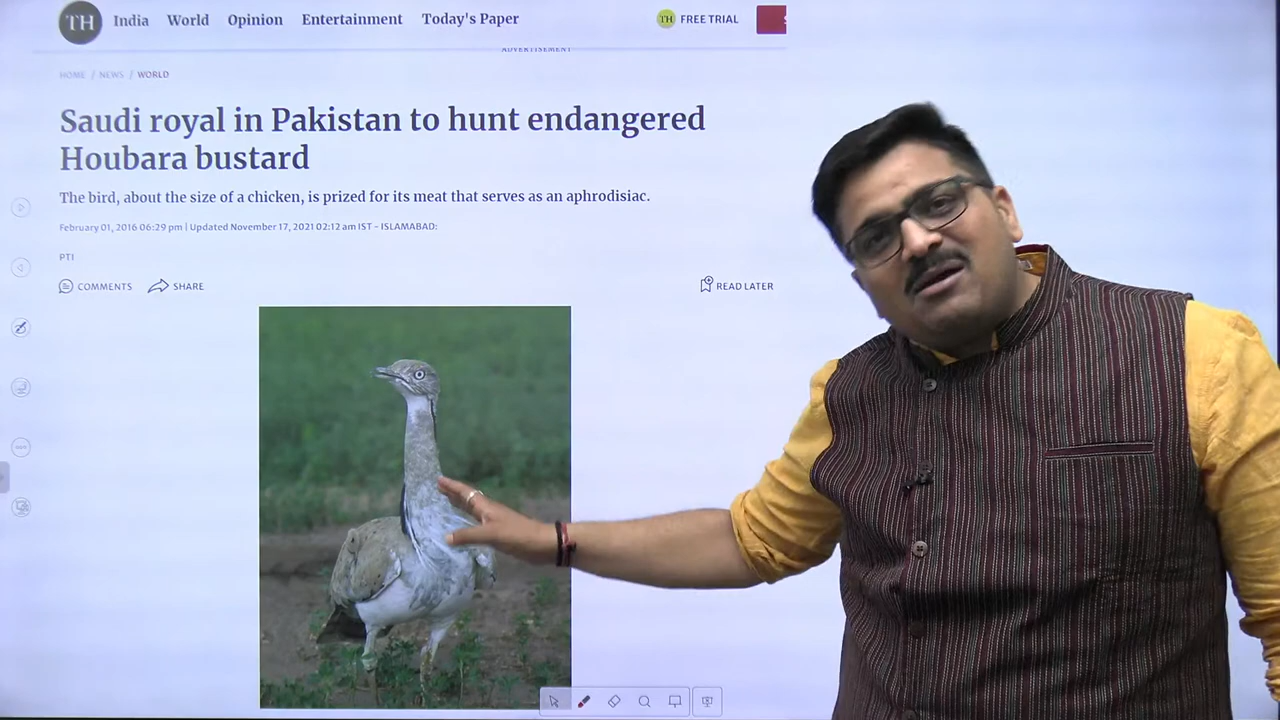 TH India World Opinion Entertainment Today's Paper TH FREE TRIAL S
ADVERTISEMENT
HOME / NEWS / WORLD
Saudi royal in Pakistan to hunt endangered
Houbara bustard
The bird, about the size of a chicken, is prized for its meat that serves as an aphrodisiac.
February 01, 2016 06:29 pm | Updated November 17, 2021 02:12 am IST - ISLAMABAD:
PTI
COMMENTS SHARE READ LATER